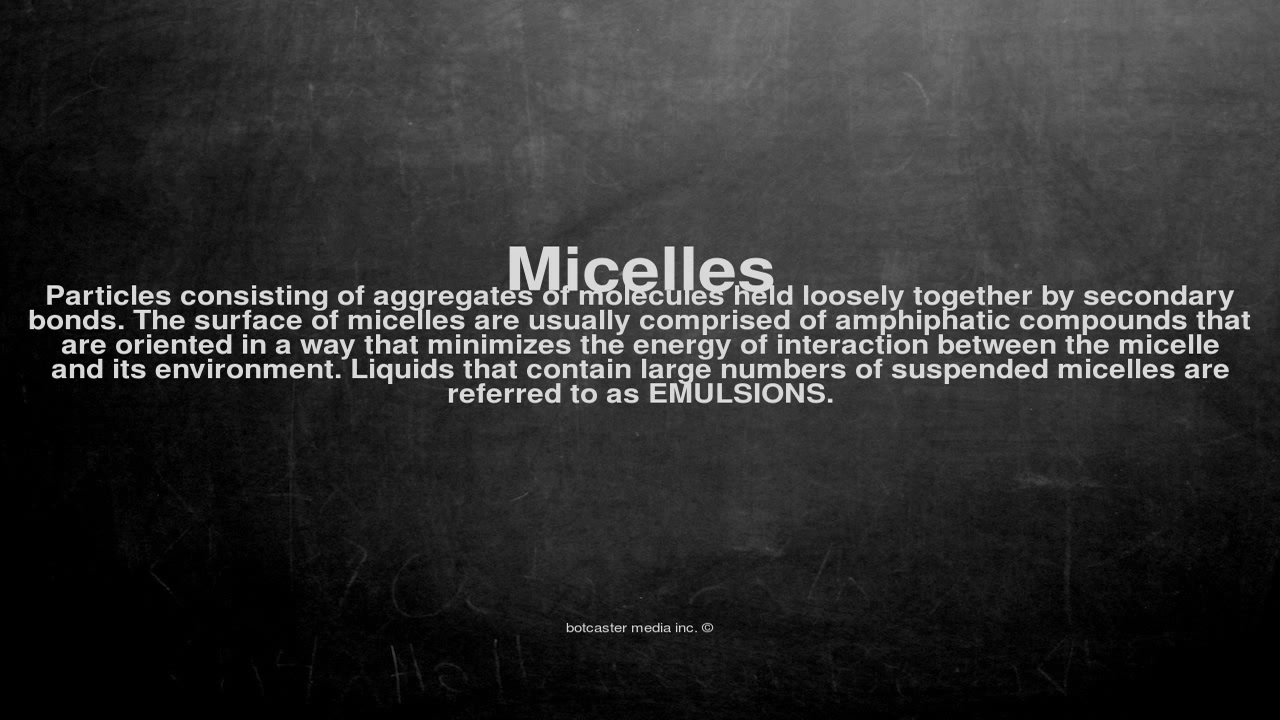 Micelles
Particles consisting of aggregates of molecules held loosely together by secondary
bonds. The surface of micelles are usually comprised of amphiphatic compounds that
are oriented in a way that minimizes the energy of interaction between the micelle
and its environment. Liquids that contain large numbers of suspended micelles are
referred to as EMULSIONS.
botcaster media inc. ©